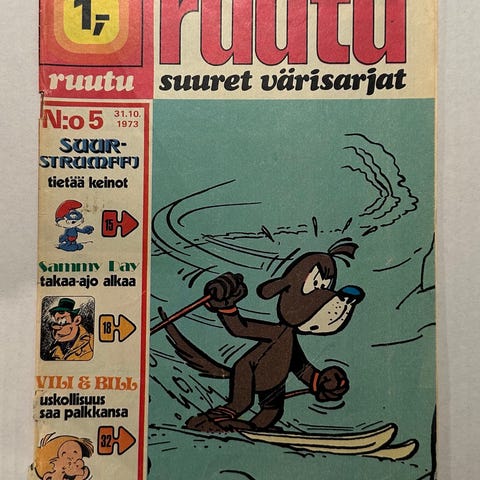 1,-
ruutu
ruutu
suuret värisarjat
N:o 5
31.10.
1973
SUUR-
STRUMFFI
tietää keinot
15
Sammy Day
takaa-ajo alkaa
18
VILI & BILL
uskollisuus
saa palkkansa
32